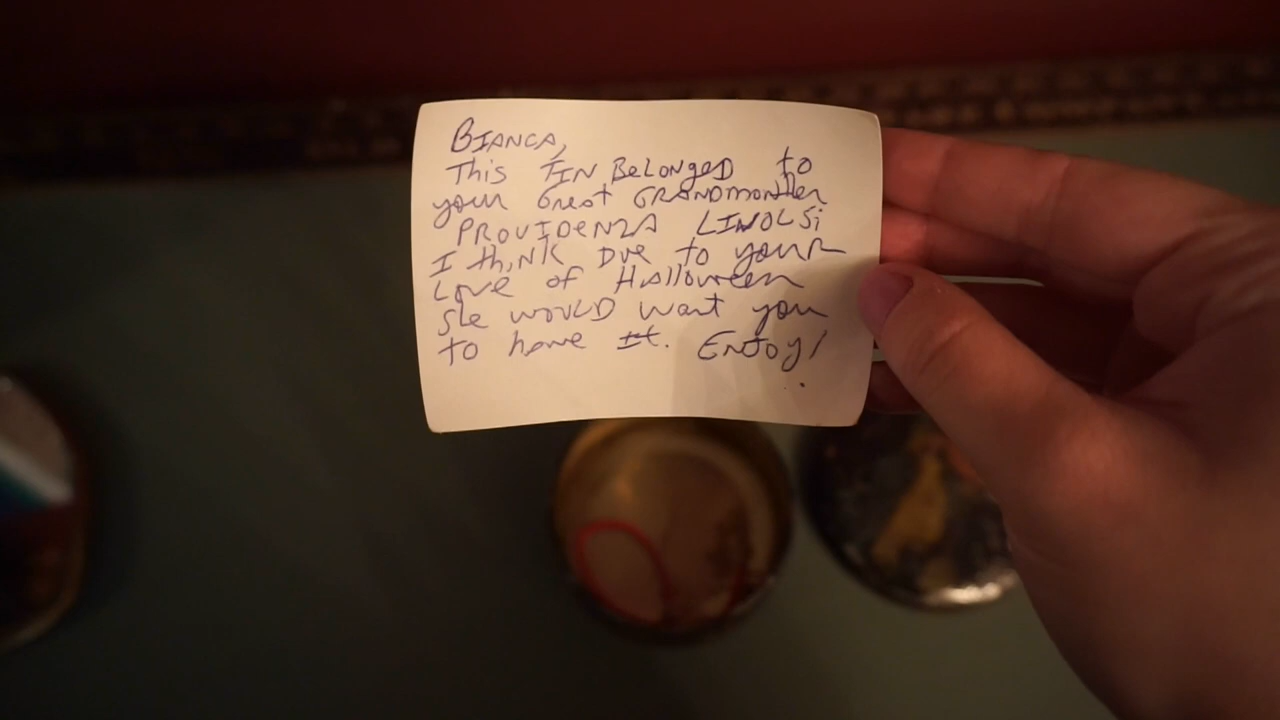 BIANCA,
This TIN BELONGED to
your Great GRANDMOTHER
PROVIDENZA LINOLSi
I thiNK DUE to your
Love of Halloween
She WOULD want you
to have It. ENJOY!